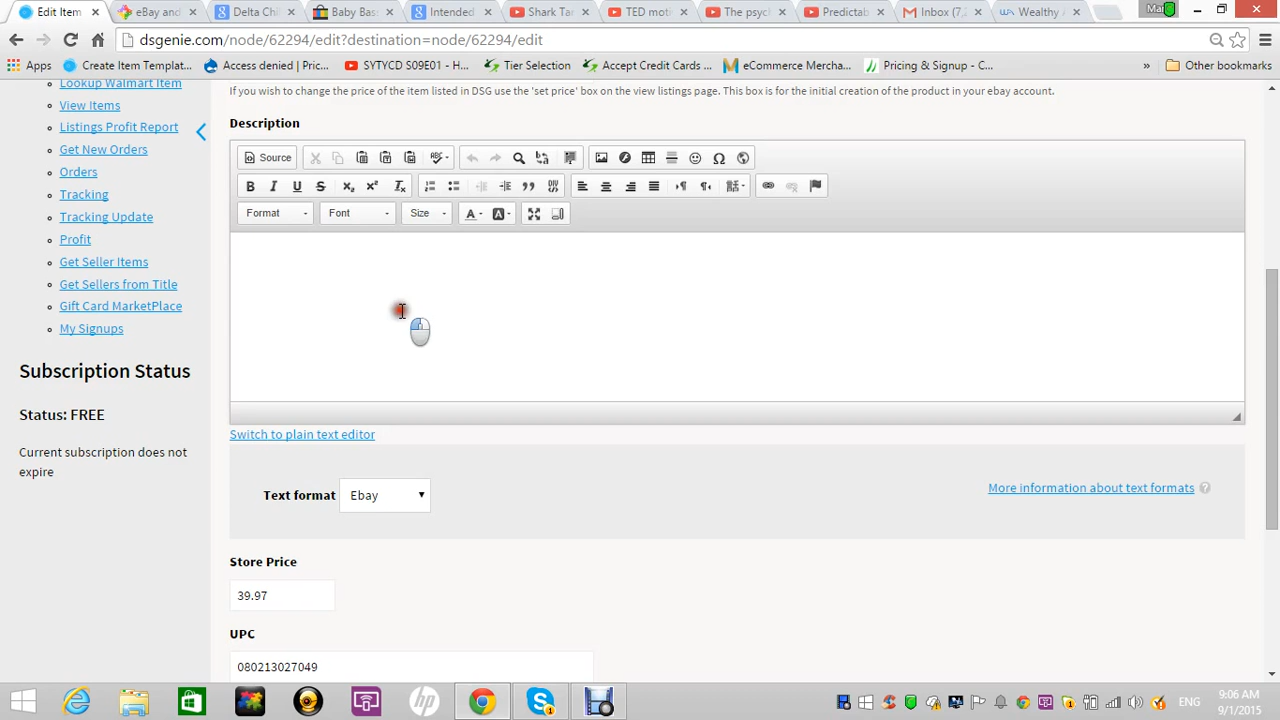 Edit Item
eBay and
Delta Chi
Baby Bas
Intended
Shark Tan
TED moti
The psyc
Predictab
Inbox (7,
Wealthy A
dsgenie.com/node/62294/edit?destination=node/62294/edit
Apps
Create Item Templat...
Access denied | Pric...
SYTYCD S09E01 - H...
Tier Selection
Accept Credit Cards ...
eCommerce Mercha...
Pricing & Signup - C...
»
Other bookmarks
Lookup Walmart Item
View Items
Listings Profit Report
Get New Orders
Orders
Tracking
Tracking Update
Profit
Get Seller Items
Get Sellers from Title
Gift Card MarketPlace
My Signups
Subscription Status
Status: FREE
Current subscription does not
expire
If you wish to change the price of the item listed in DSG use the 'set price' box on the view listings page. This box is for the initial creation of the product in your ebay account.
Description
Source
Format
Font
Size
Switch to plain text editor
Text format
Ebay
More information about text formats
Store Price
39.97
UPC
080213027049
ENG
9:06 AM
9/1/2015